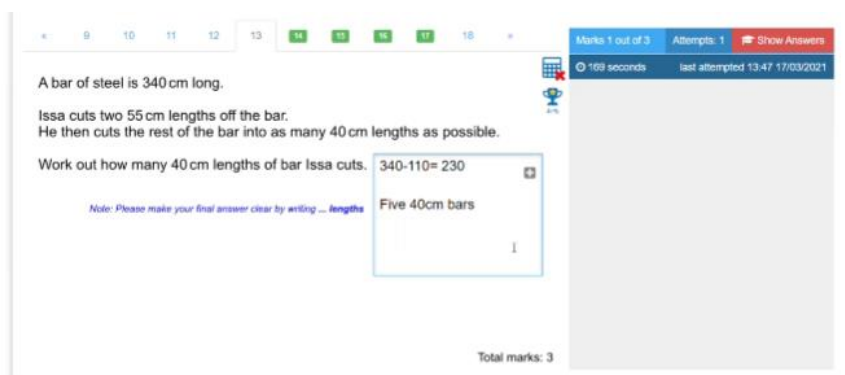 « 9 10 11 12 13 14 15 16 17 18 »
Marks 1 out of 3 Attempts: 1 Show Answers
169 seconds last attempted 13:47 17/03/2021
A bar of steel is 340 cm long.
Issa cuts two 55 cm lengths off the bar.
He then cuts the rest of the bar into as many 40 cm lengths as possible.
Work out how many 40 cm lengths of bar Issa cuts.
340-110= 230
Note: Please make your final answer clear by writing ... lengths
Five 40cm bars
Total marks: 3